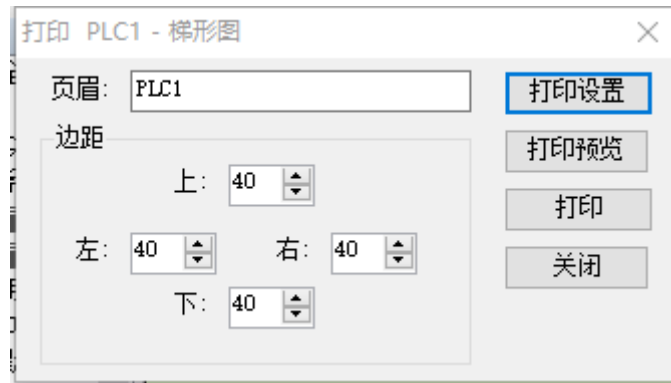 打印 PLC1 - 梯形图
页眉: PLC1
打印设置
边距
打印预览
上: 40
打印
左: 40 右: 40
关闭
下: 40